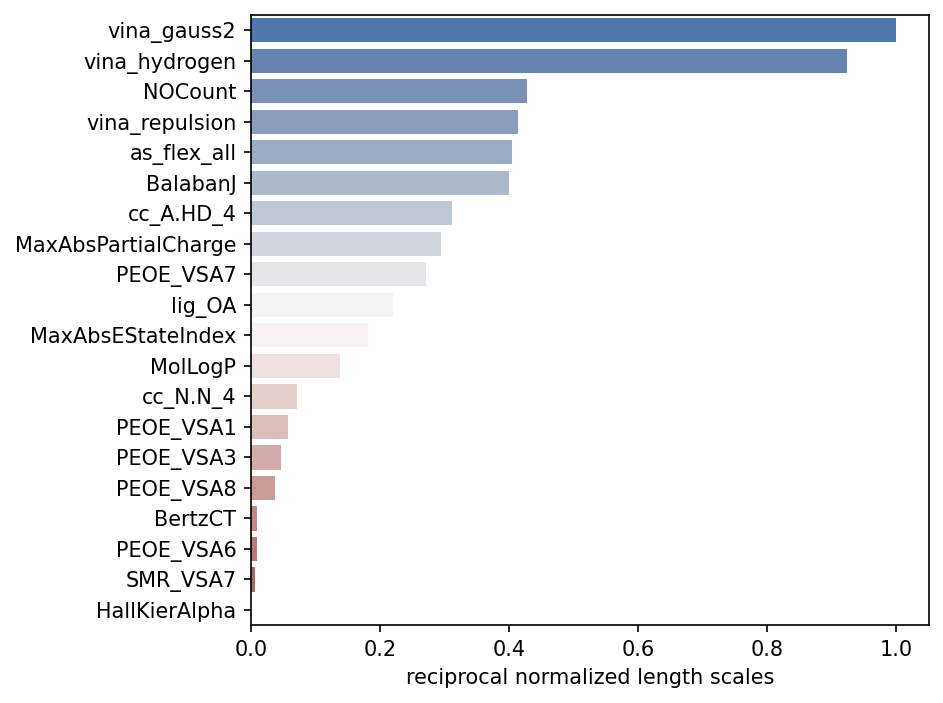 vina_gauss2
vina_hydrogen
NOCount
vina_repulsion
as_flex_all
BalabanJ
cc_A.HD_4
MaxAbsPartialCharge
PEOE_VSA7
lig_OA
MaxAbsEStateIndex
MolLogP
cc_N.N_4
PEOE_VSA1
PEOE_VSA3
PEOE_VSA8
BertzCT
PEOE_VSA6
SMR_VSA7
HallKierAlpha
0.0 0.2 0.4 0.6 0.8 1.0
reciprocal normalized length scales